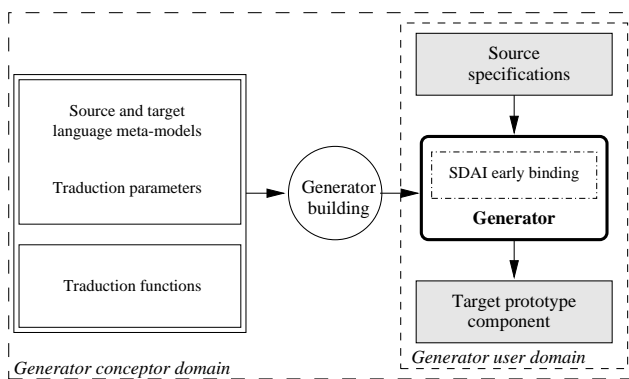 Source and target
language meta-models
Traduction parameters
Traduction functions
Generator
building
Source
specifications
SDAI early binding
Generator
Target prototype
component
Generator conceptor domain
Generator user domain